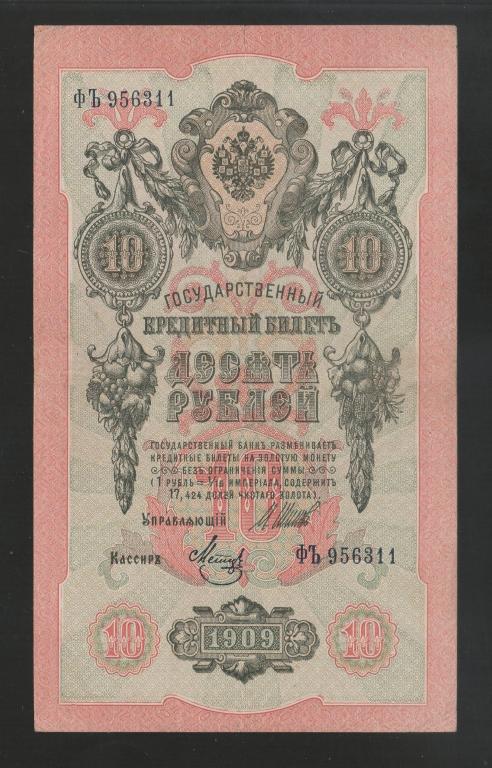 ФЪ 956311
10 10
ГОСУДАРСТВЕННЫЙ
КРЕДИТНЫЙ БИЛЕТЪ
ДЕСЯТЬ
РУБЛЕЙ
ГОСУДАРСТВЕННЫЙ БАНКЪ РАЗМѢНИВАЕТЪ
КРЕДИТНЫЕ БИЛЕТЫ НА ЗОЛОТУЮ МОНЕТУ
БЕЗЪ ОГРАНИЧЕНІЯ СУММЫ
(1 РУБЛЬ = 1/15 ИМПЕРІАЛА, СОДЕРЖИТЪ
17,424 ДОЛЕЙ ЧИСТАГО ЗОЛОТА).
10
УПРАВЛЯЮЩІЙ
КАССИРЪ
ФЪ 956311
10 1909 10